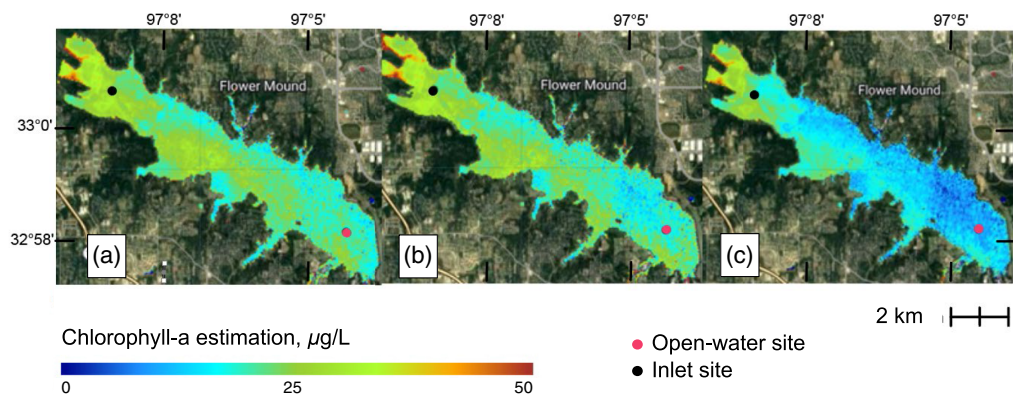 97°8' 97°5' 97°8' 97°5' 97°8' 97°5'
Flower Mound Flower Mound Flower Mound
33°0'
32°58'
(a) (b) (c)
2 km
Chlorophyll-a estimation, µg/L
Open-water site
Inlet site
0 25 50